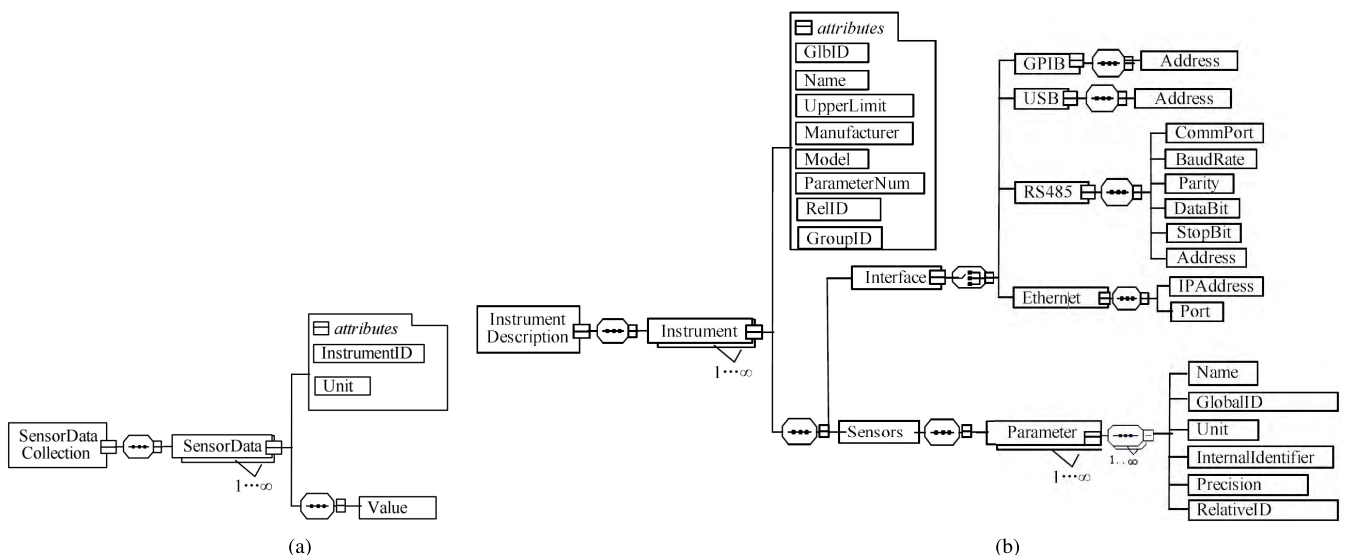 SensorData
Collection
SensorData
1···∞
attributes
InstrumentID
Unit
Value
(a)
Instrument
Description
Instrument
1···∞
attributes
GlbID
Name
UpperLimit
Manufacturer
Model
ParameterNum
RelID
GroupID
Interface
GPIB
Address
USB
Address
RS485
CommPort
BaudRate
Parity
DataBit
StopBit
Address
Ethernet
IPAddress
Port
Sensors
Parameter
1···∞
1..∞
Name
GlobalID
Unit
InternalIdentifier
Precision
RelativeID
(b)